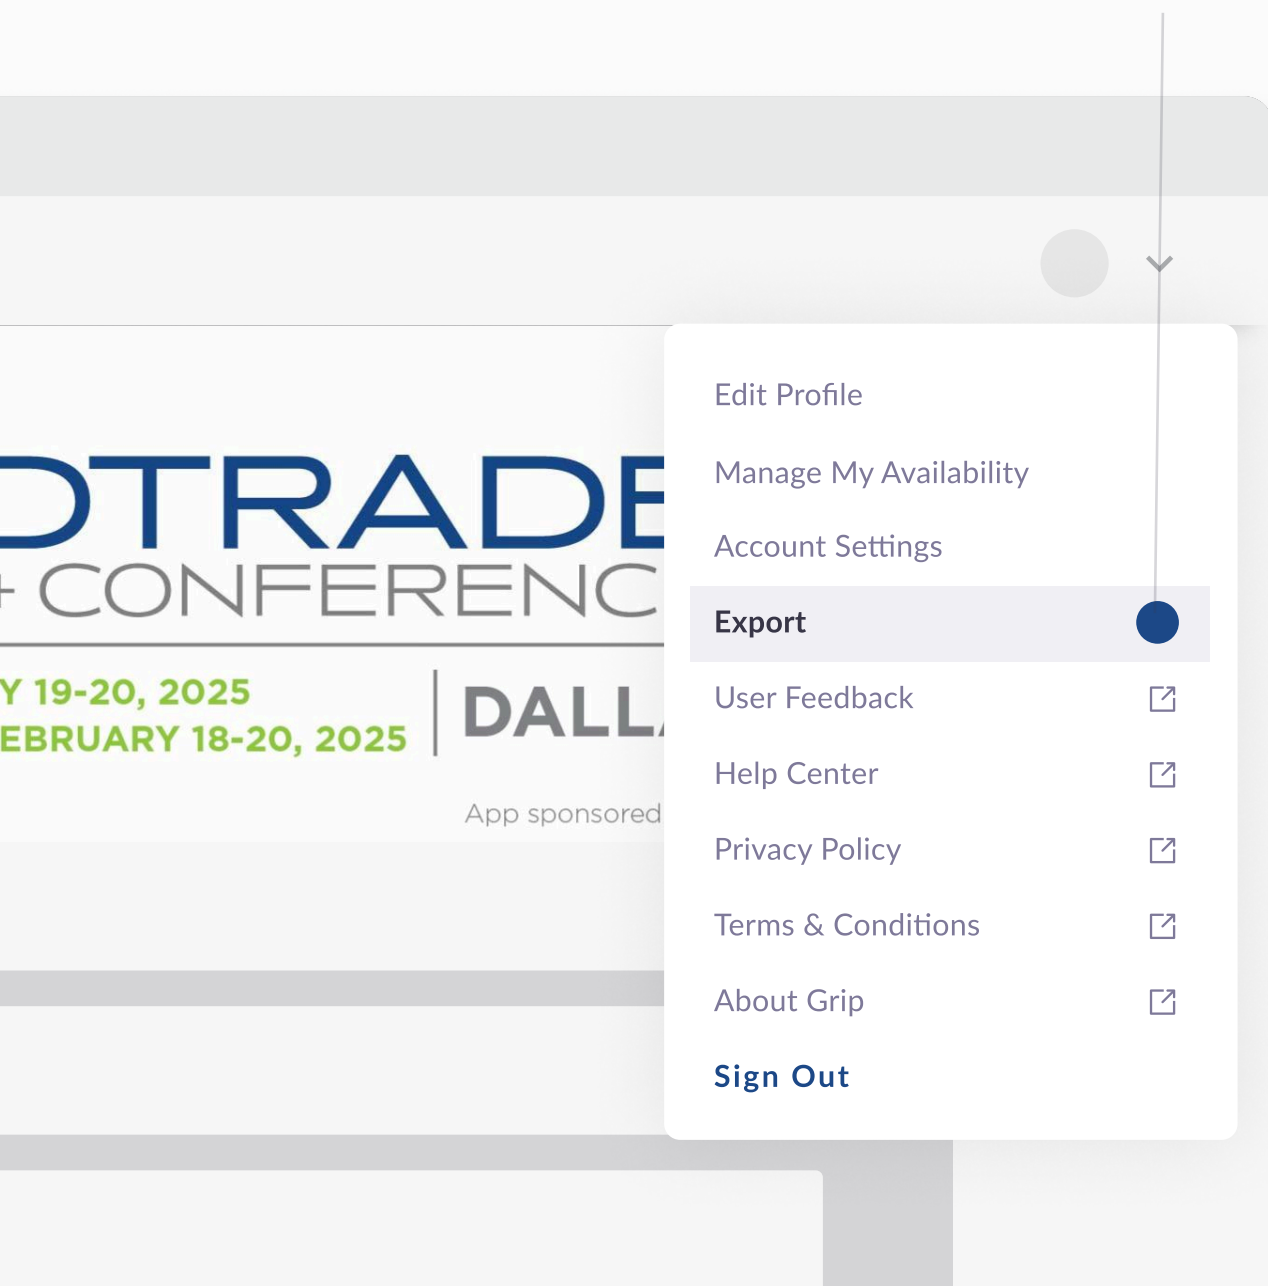 DTRADE
+ CONFERENC
Y 19-20, 2025
EBRUARY 18-20, 2025
DALLA
App sponsored
Edit Profile
Manage My Availability
Account Settings
Export
User Feedback
Help Center
Privacy Policy
Terms & Conditions
About Grip
Sign Out